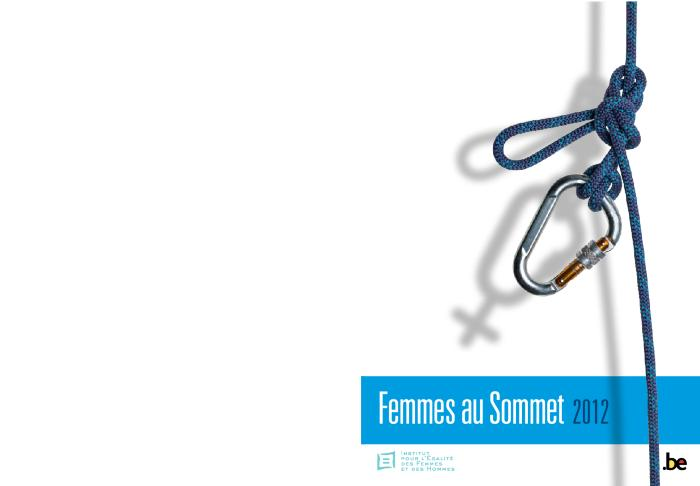 Femmes au Sommet 2012
INSTITUT
POUR L'ÉGALITÉ
DES FEMMES
ET DES HOMMES
.be